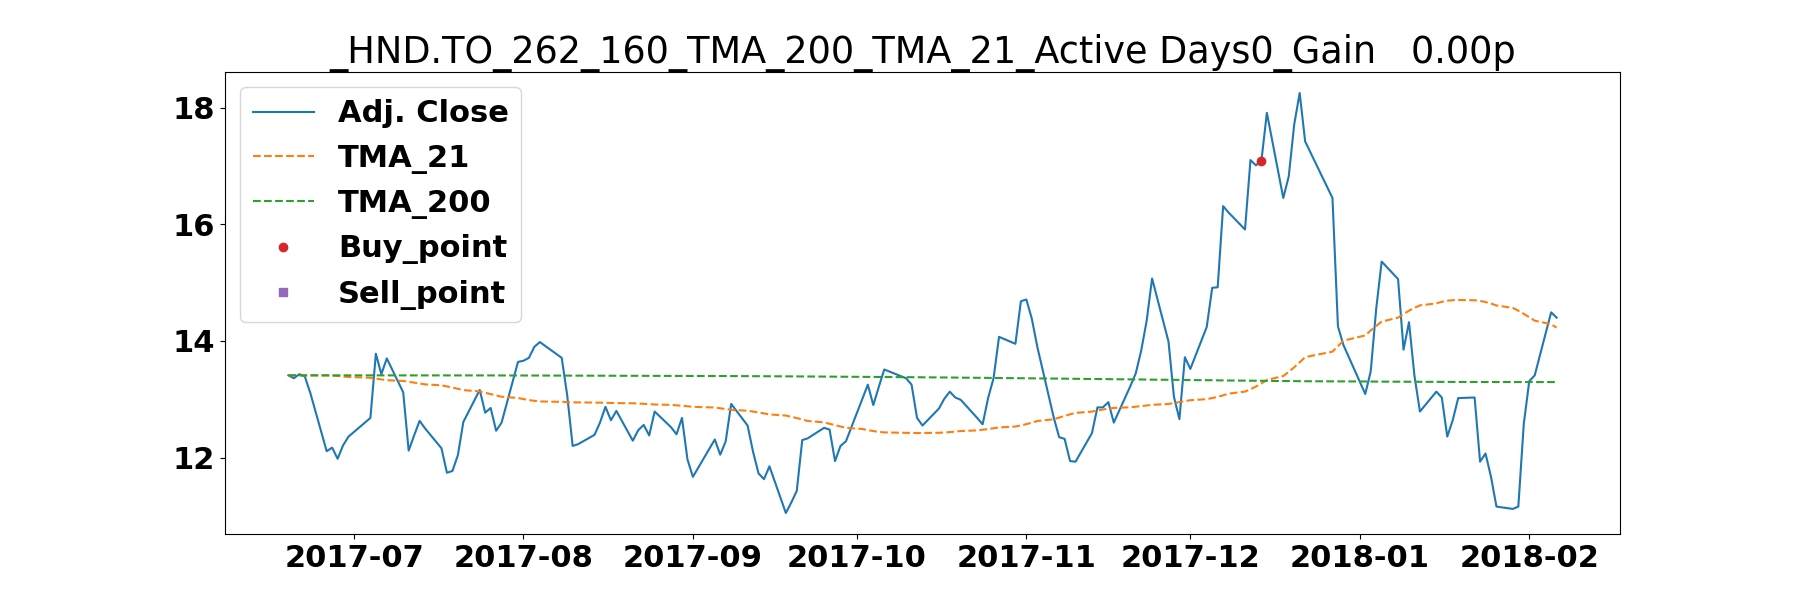 _HND.TO_262_160_TMA_200_TMA_21_Active Days0_Gain   0.00p
18
16
14
12
Adj. Close
TMA_21
TMA_200
Buy_point
Sell_point
2017-07 2017-08 2017-09 2017-10 2017-11 2017-12 2018-01 2018-02